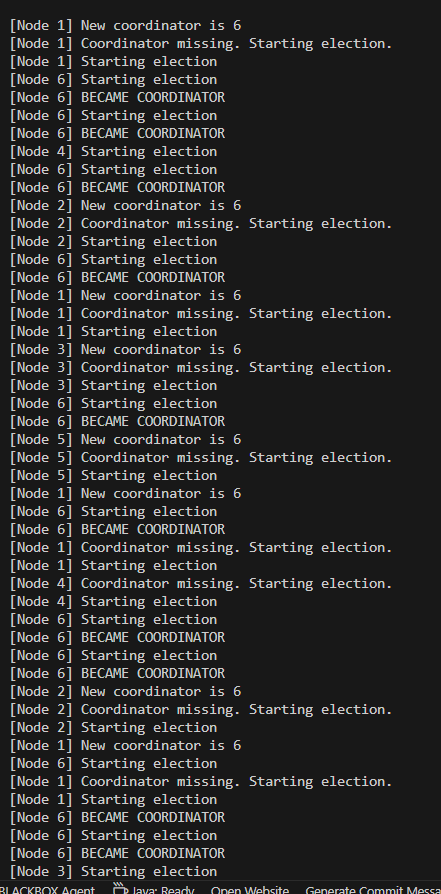 [Node 1] New coordinator is 6
[Node 1] Coordinator missing. Starting election.
[Node 1] Starting election
[Node 6] Starting election
[Node 6] BECAME COORDINATOR
[Node 6] Starting election
[Node 6] BECAME COORDINATOR
[Node 4] Starting election
[Node 6] Starting election
[Node 6] BECAME COORDINATOR
[Node 2] New coordinator is 6
[Node 2] Coordinator missing. Starting election.
[Node 2] Starting election
[Node 6] Starting election
[Node 6] BECAME COORDINATOR
[Node 1] New coordinator is 6
[Node 1] Coordinator missing. Starting election.
[Node 1] Starting election
[Node 3] New coordinator is 6
[Node 3] Coordinator missing. Starting election.
[Node 3] Starting election
[Node 6] Starting election
[Node 6] BECAME COORDINATOR
[Node 5] New coordinator is 6
[Node 5] Coordinator missing. Starting election.
[Node 5] Starting election
[Node 1] New coordinator is 6
[Node 6] Starting election
[Node 6] BECAME COORDINATOR
[Node 1] Coordinator missing. Starting election.
[Node 1] Starting election
[Node 4] Coordinator missing. Starting election.
[Node 4] Starting election
[Node 6] Starting election
[Node 6] BECAME COORDINATOR
[Node 6] Starting election
[Node 6] BECAME COORDINATOR
[Node 2] New coordinator is 6
[Node 2] Coordinator missing. Starting election.
[Node 2] Starting election
[Node 1] New coordinator is 6
[Node 6] Starting election
[Node 1] Coordinator missing. Starting election.
[Node 1] Starting election
[Node 6] BECAME COORDINATOR
[Node 6] Starting election
[Node 6] BECAME COORDINATOR
[Node 3] Starting election
BLACKBOX Agent Java: Ready Open Website Generate Commit Messa